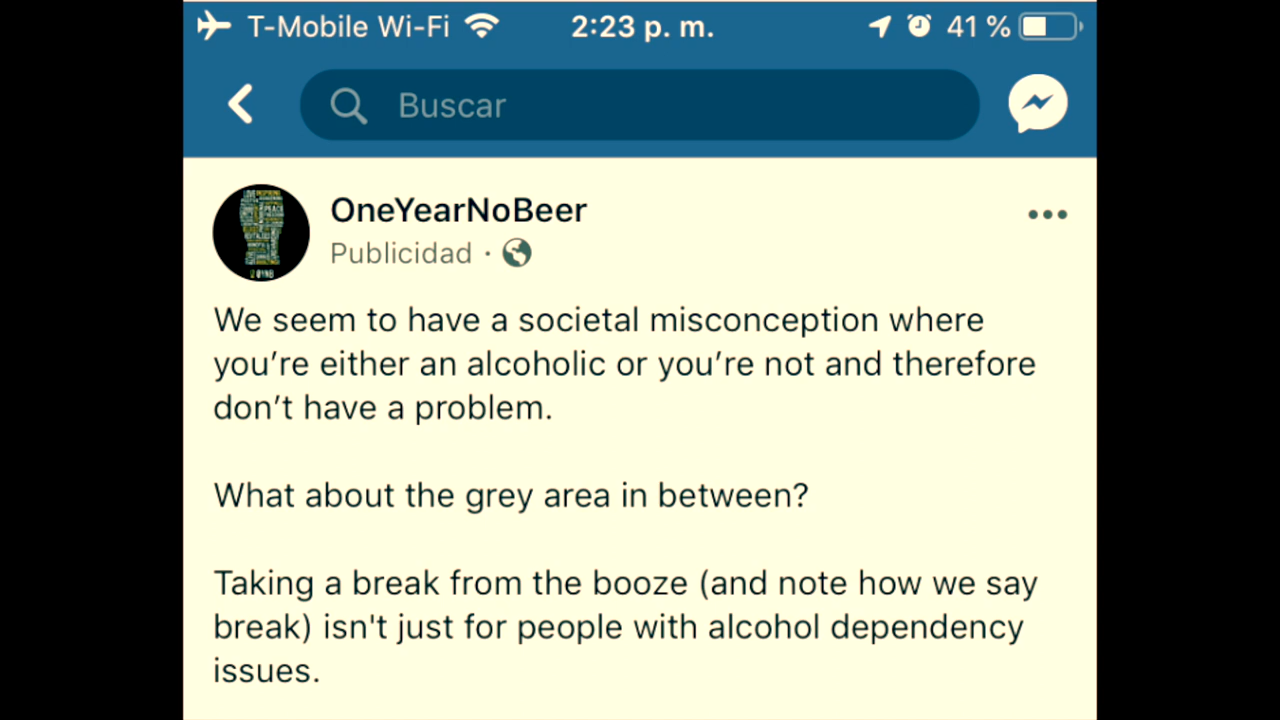 T-Mobile Wi-Fi 2:23 p. m. 41 %
Buscar
OneYearNoBeer
Publicidad ·
We seem to have a societal misconception where
you’re either an alcoholic or you’re not and therefore
don’t have a problem.
What about the grey area in between?
Taking a break from the booze (and note how we say
break) isn't just for people with alcohol dependency
issues.